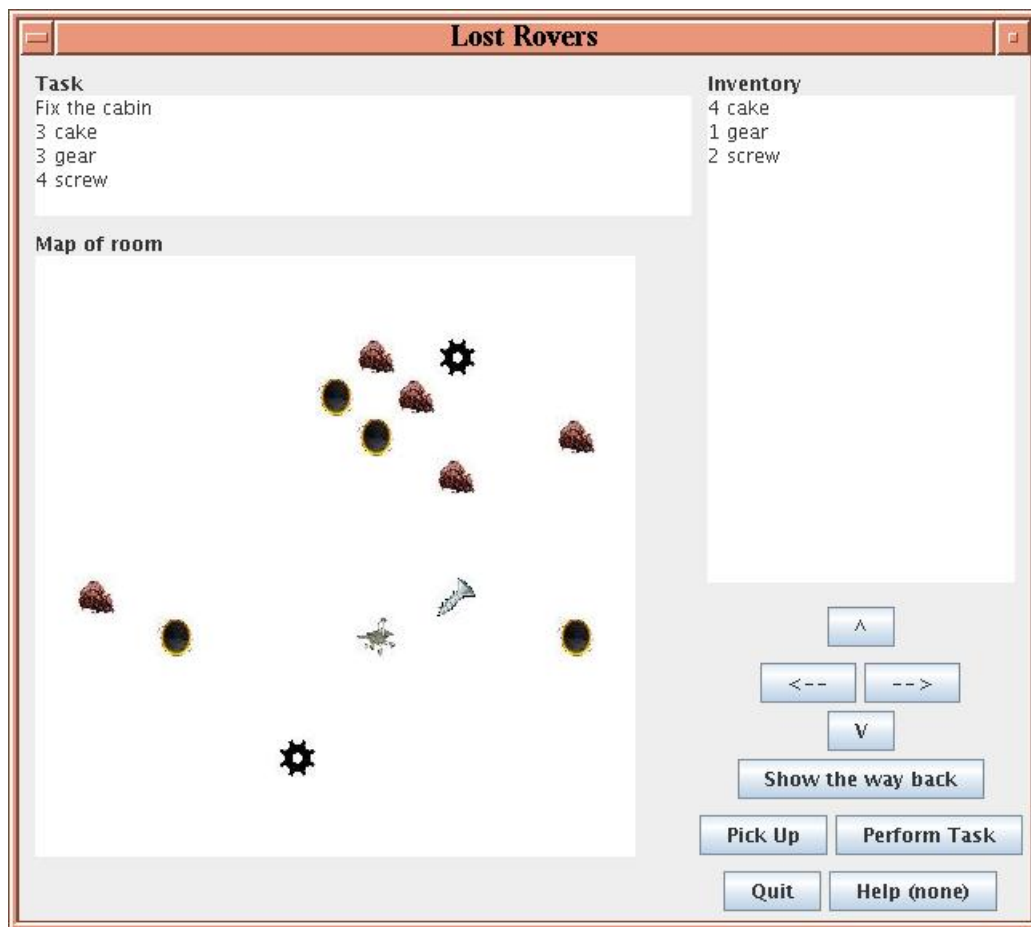 Lost Rovers
Task
Fix the cabin
3 cake
3 gear
4 screw
Inventory
4 cake
1 gear
2 screw
Map of room
^
<-- -->
V
Show the way back
Pick Up Perform Task
Quit Help (none)